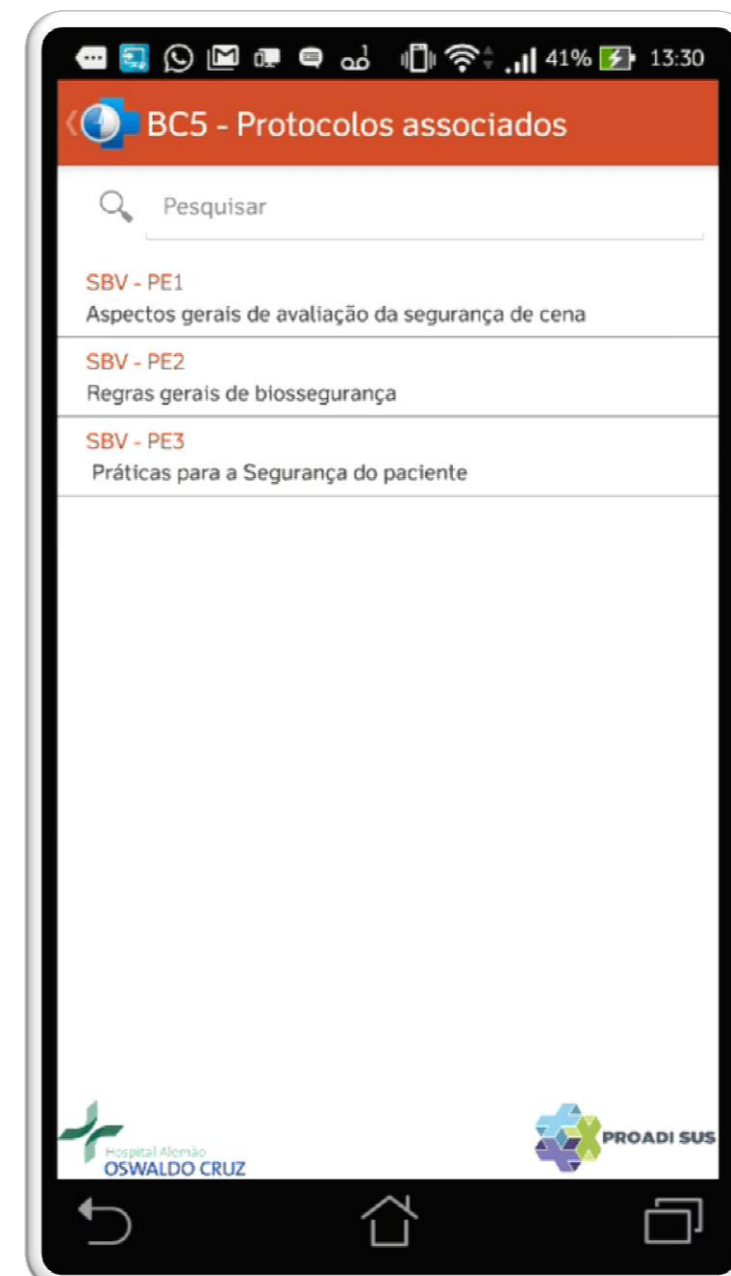 41% 13:30
BC5 - Protocolos associados
Pesquisar
SBV - PE1
Aspectos gerais de avaliação da segurança de cena
SBV - PE2
Regras gerais de biossegurança
SBV - PE3
Práticas para a Segurança do paciente
Hospital Alemão
OSWALDO CRUZ
PROADI SUS